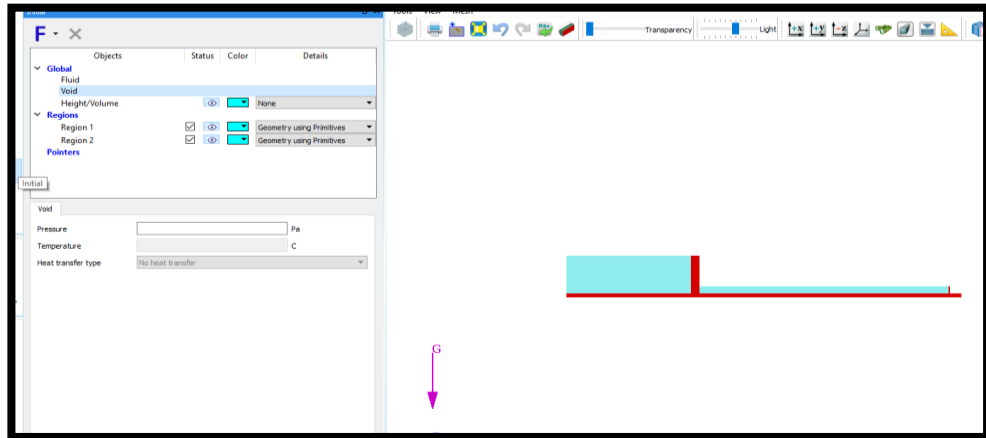 Tools View Mesh
F
Transparency
Light
+X +y -Z
Objects Status Color Details
Global
Fluid
Void
Height/Volume None
Regions
Region 1 Geometry using Primitives
Region 2 Geometry using Primitives
Pointers
Initial
Void
Pressure Pa
Temperature C
Heat transfer type No heat transfer
G